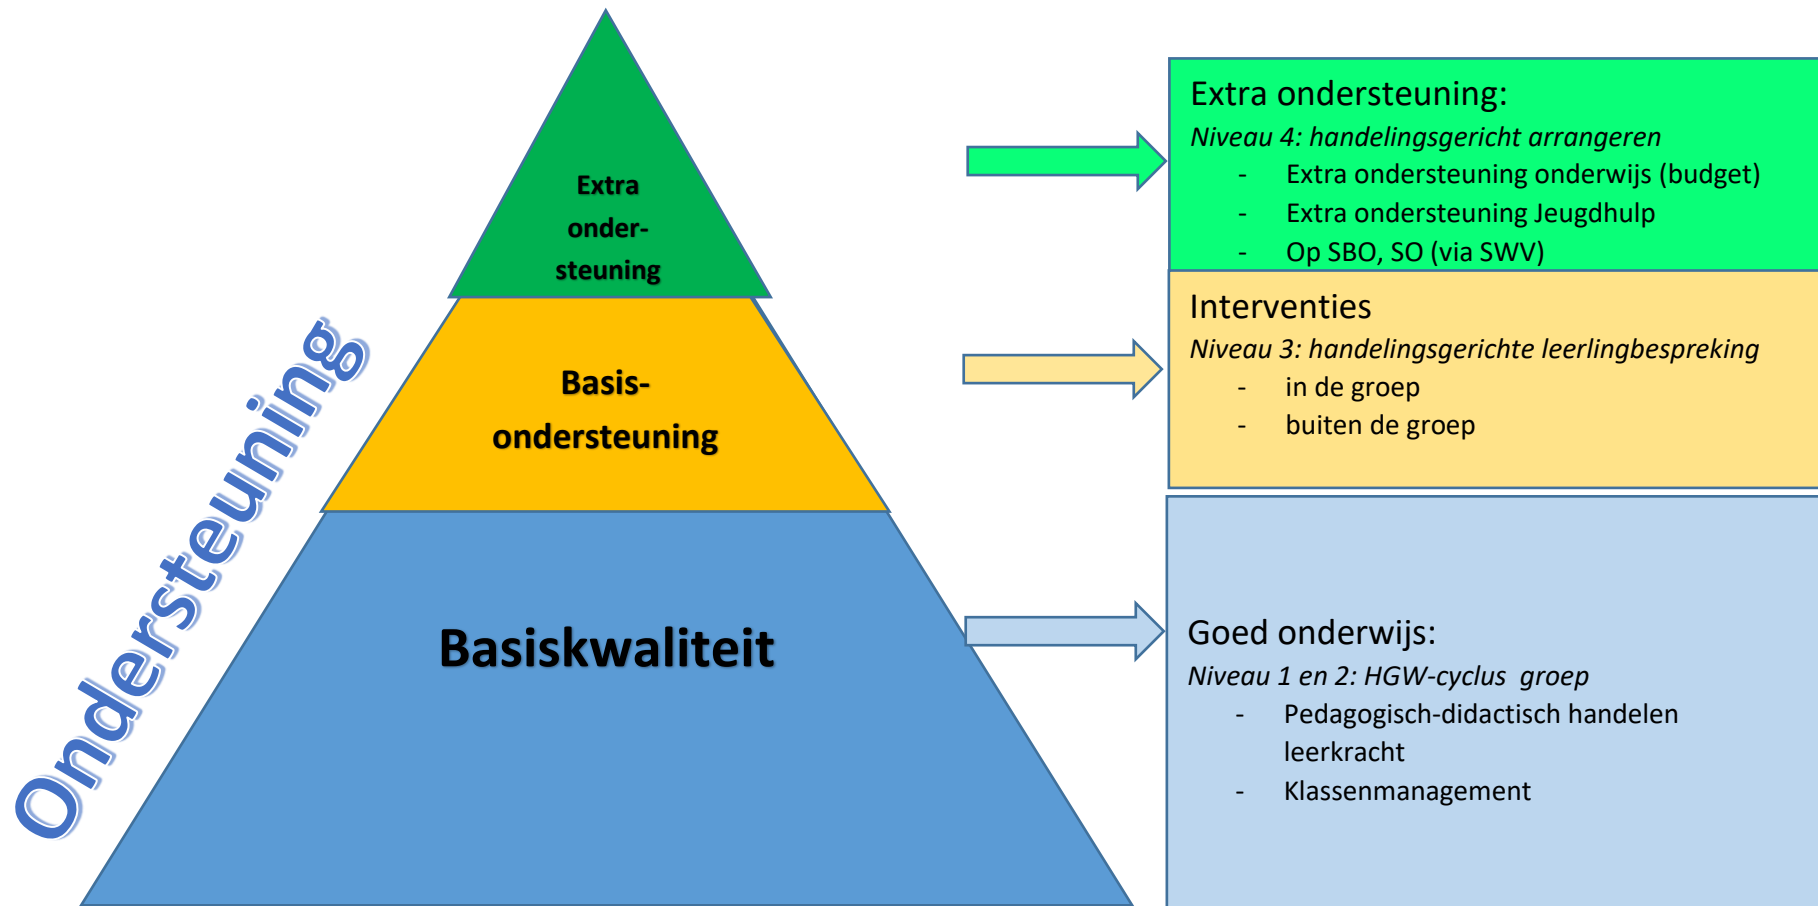 Ondersteuning
Extra
onder-
steuning
Basis-
ondersteuning
Basiskwaliteit
Extra ondersteuning:
Niveau 4: handelingsgericht arrangeren
- Extra ondersteuning onderwijs (budget)
- Extra ondersteuning Jeugdhulp
- Op SBO, SO (via SWV)
Interventies
Niveau 3: handelingsgerichte leerlingbespreking
- in de groep
- buiten de groep
Goed onderwijs:
Niveau 1 en 2: HGW-cyclus  groep
- Pedagogisch-didactisch handelen
leerkracht
- Klassenmanagement